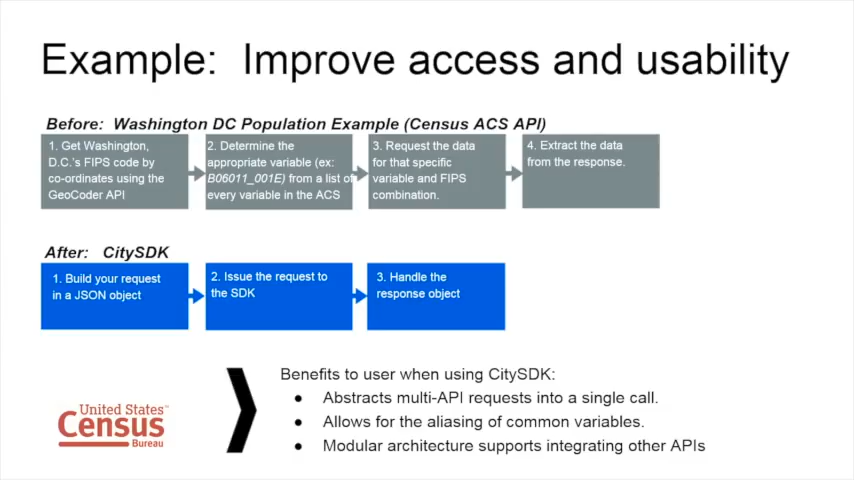 Example: Improve access and usability
Before: Washington DC Population Example (Census ACS API)
1. Get Washington,
D.C.'s FIPS code by
co-ordinates using the
GeoCoder API
2. Determine the
appropriate variable (ex:
B06011_001E) from a list of
every variable in the ACS
3. Request the data
for that specific
variable and FIPS
combination.
4. Extract the data
from the response.
After: CitySDK
1. Build your request
in a JSON object
2. Issue the request to
the SDK
3. Handle the
response object
Benefits to user when using CitySDK:
● Abstracts multi-API requests into a single call.
● Allows for the aliasing of common variables.
● Modular architecture supports integrating other APIs
United States™
Census
Bureau